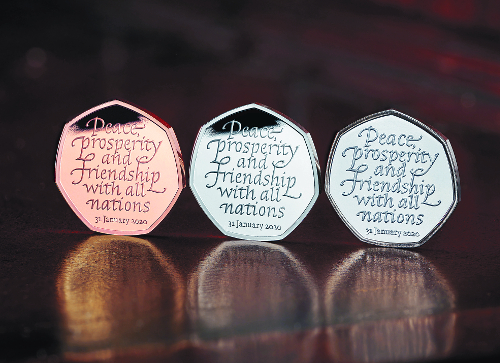 Peace,
prosperity
and
friendship
with all
nations
31 January 2020
Peace,
prosperity
and
friendship
with all
nations
31 January 2020
Peace,
prosperity
and
friendship
with all
nations
31 January 2020